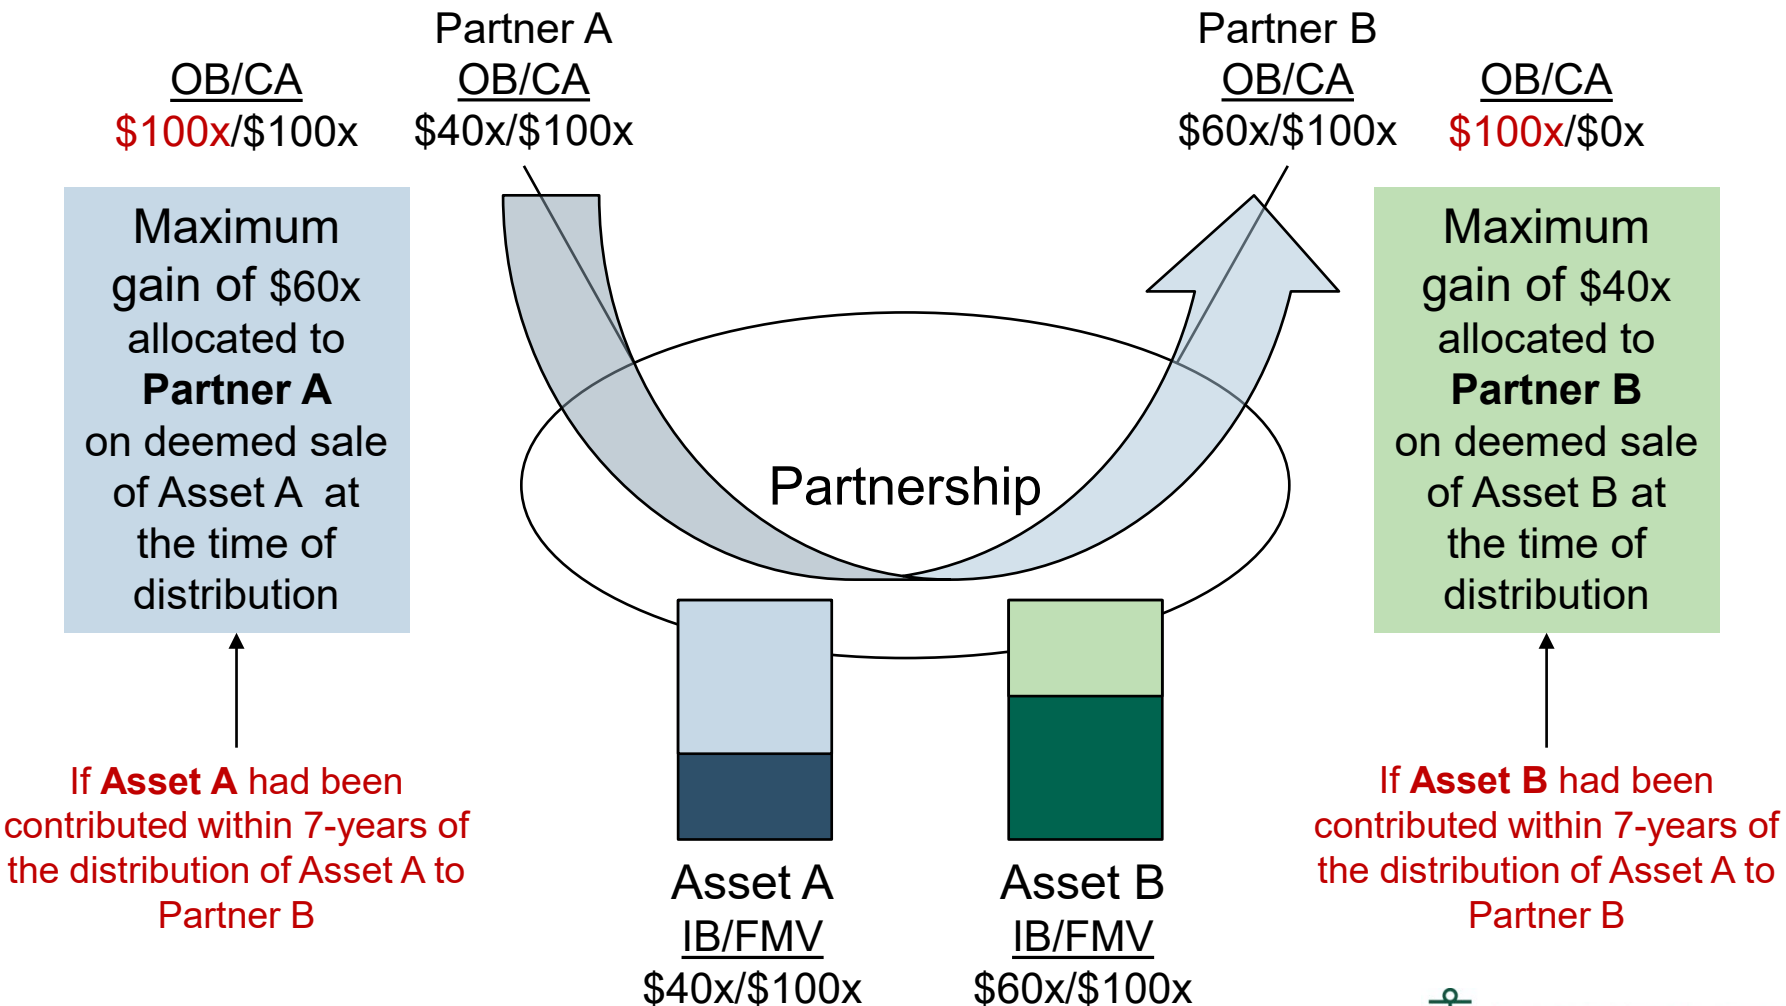 Partner A
OB/CA
$100x/$100x
OB/CA
$40x/$100x
Partner B
OB/CA
$60x/$100x
OB/CA
$100x/$0x
Maximum
gain of $60x
allocated to
Partner A
on deemed sale
of Asset A at
the time of
distribution
Partnership
Maximum
gain of $40x
allocated to
Partner B
on deemed sale
of Asset B at
the time of
distribution
If Asset A had been
contributed within 7-years of
the distribution of Asset A to
Partner B
Asset A
IB/FMV
$40x/$100x
Asset B
IB/FMV
$60x/$100x
If Asset B had been
contributed within 7-years of
the distribution of Asset A to
Partner B